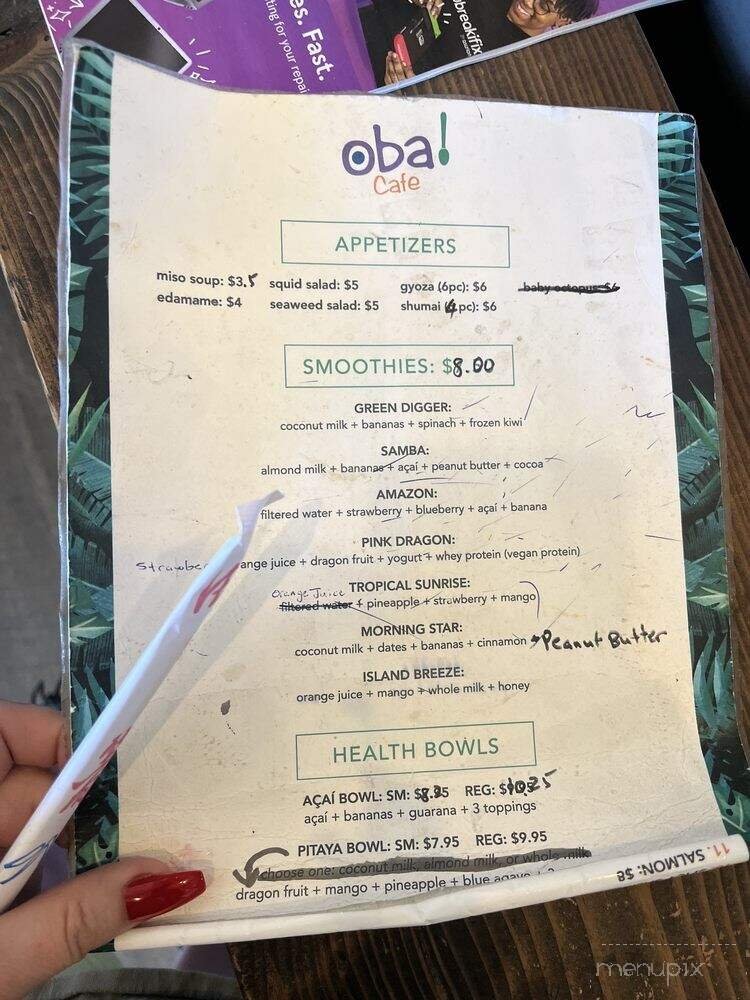 es. Fast.
ting for your repai
breakifix
oba!
Cafe
APPETIZERS
miso soup: $3.5 squid salad: $5 gyoza (6pc): $6 baby octopus $6
edamame: $4 seaweed salad: $5 shumai (4pc): $6
SMOOTHIES: $8.00
GREEN DIGGER:
coconut milk + bananas + spinach + frozen kiwi
SAMBA:
almond milk + bananas + açaí + peanut butter + cocoa
AMAZON:
filtered water + strawberry + blueberry + açaí + banana
PINK DRAGON:
Strawbe ange juice + dragon fruit + yogurt + whey protein (vegan protein)
TROPICAL SUNRISE:
Orange Juice
filtered water + pineapple + strawberry + mango
MORNING STAR:
coconut milk + dates + bananas + cinnamon + Peanut Butter
ISLAND BREEZE:
orange juice + mango + whole milk + honey
HEALTH BOWLS
AÇAÍ BOWL: SM: $8.25 REG: $10.25
açaí + bananas + guarana + 3 toppings
PITAYA BOWL: SM: $7.95 REG: $9.95
choose one: coconut milk, almond milk, or whole milk
dragon fruit + mango + pineapple + blue agave +
11. SALMON: $8
menupix